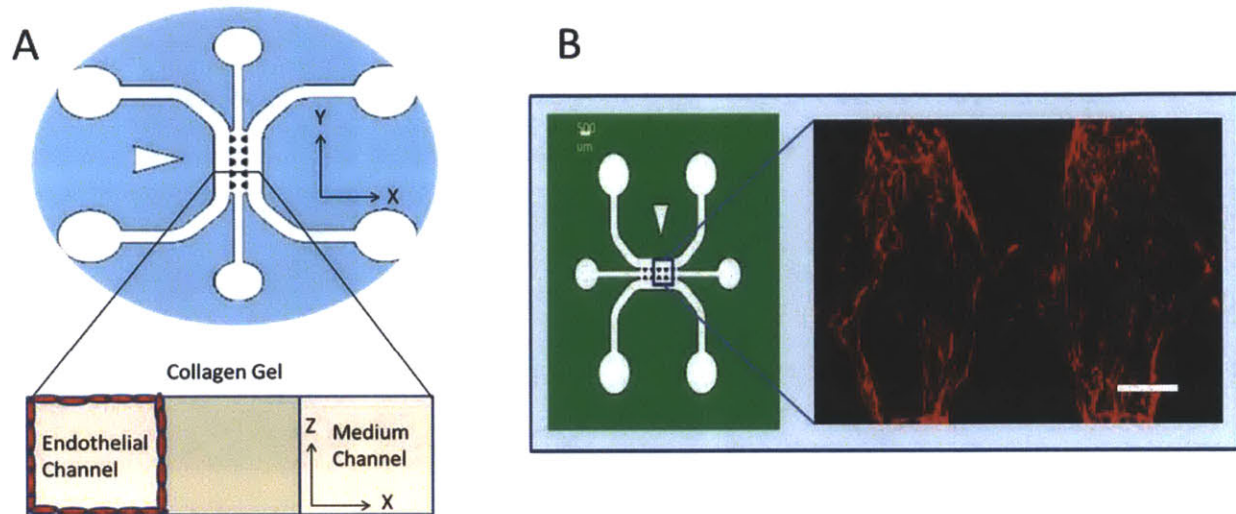 A
Y
X
Collagen Gel
Endothelial
Channel
Z
X
Medium
Channel
B
500
um